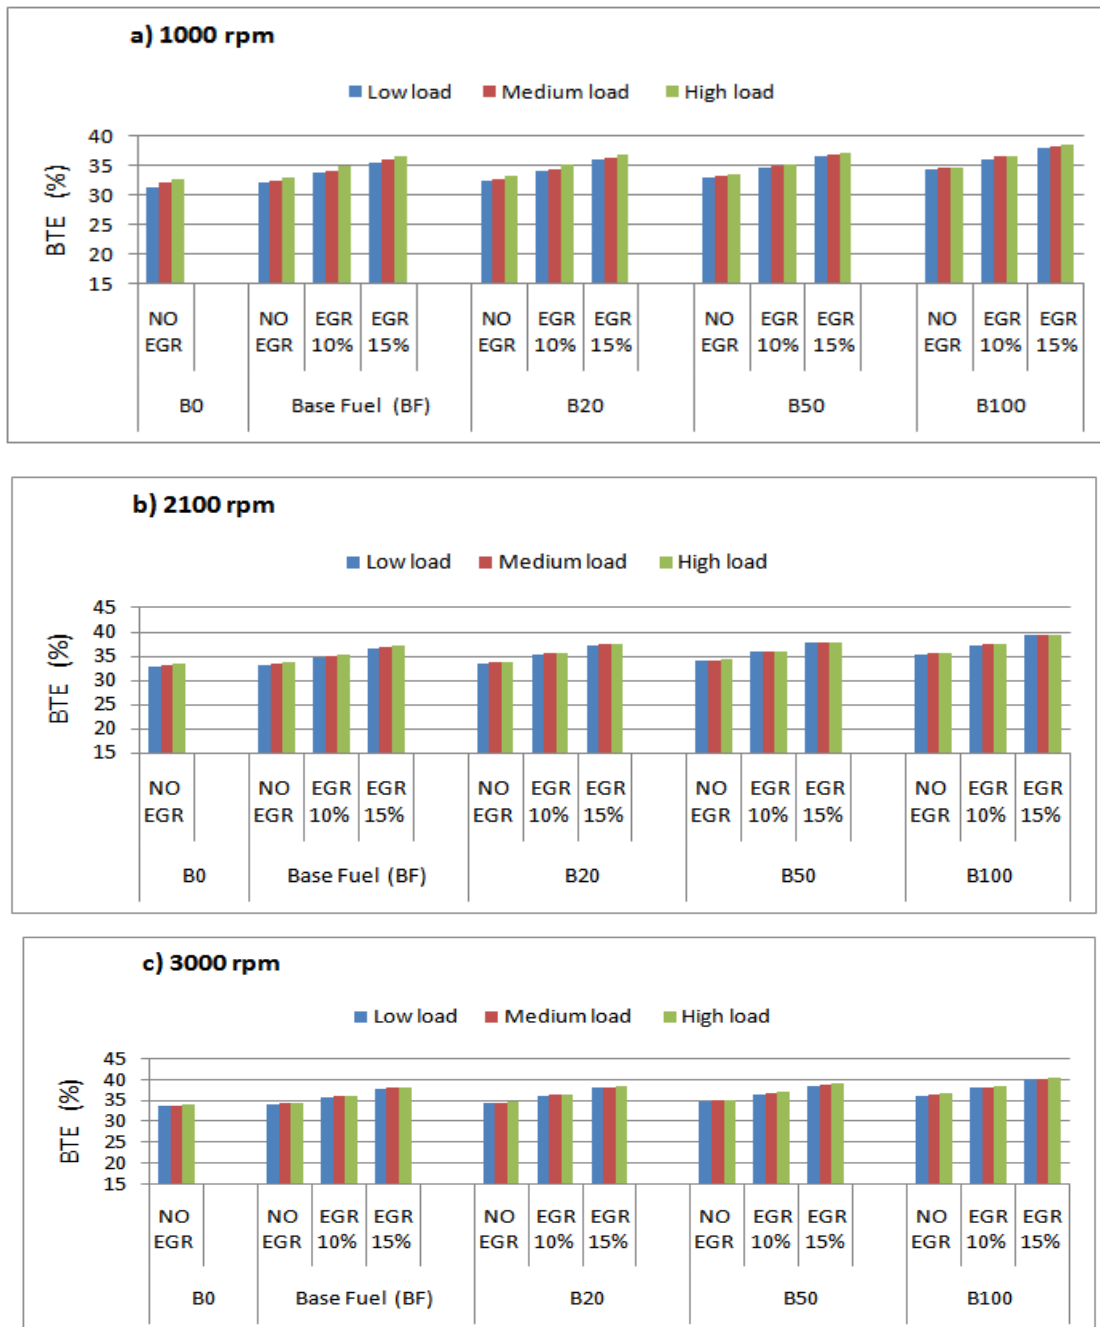 a) 1000 rpm
Low load Medium load High load
BTE (%)
40
35
30
25
20
15
NO EGR NO EGR EGR 10% EGR 15% NO EGR EGR 10% EGR 15% NO EGR EGR 10% EGR 15% NO EGR EGR 10% EGR 15%
B0 Base Fuel (BF) B20 B50 B100
b) 2100 rpm
Low load Medium load High load
BTE (%)
45
40
35
30
25
20
15
NO EGR NO EGR EGR 10% EGR 15% NO EGR EGR 10% EGR 15% NO EGR EGR 10% EGR 15% NO EGR EGR 10% EGR 15%
B0 Base Fuel (BF) B20 B50 B100
c) 3000 rpm
Low load Medium load High load
BTE (%)
45
40
35
30
25
20
15
NO EGR NO EGR EGR 10% EGR 15% NO EGR EGR 10% EGR 15% NO EGR EGR 10% EGR 15% NO EGR EGR 10% EGR 15%
B0 Base Fuel (BF) B20 B50 B100